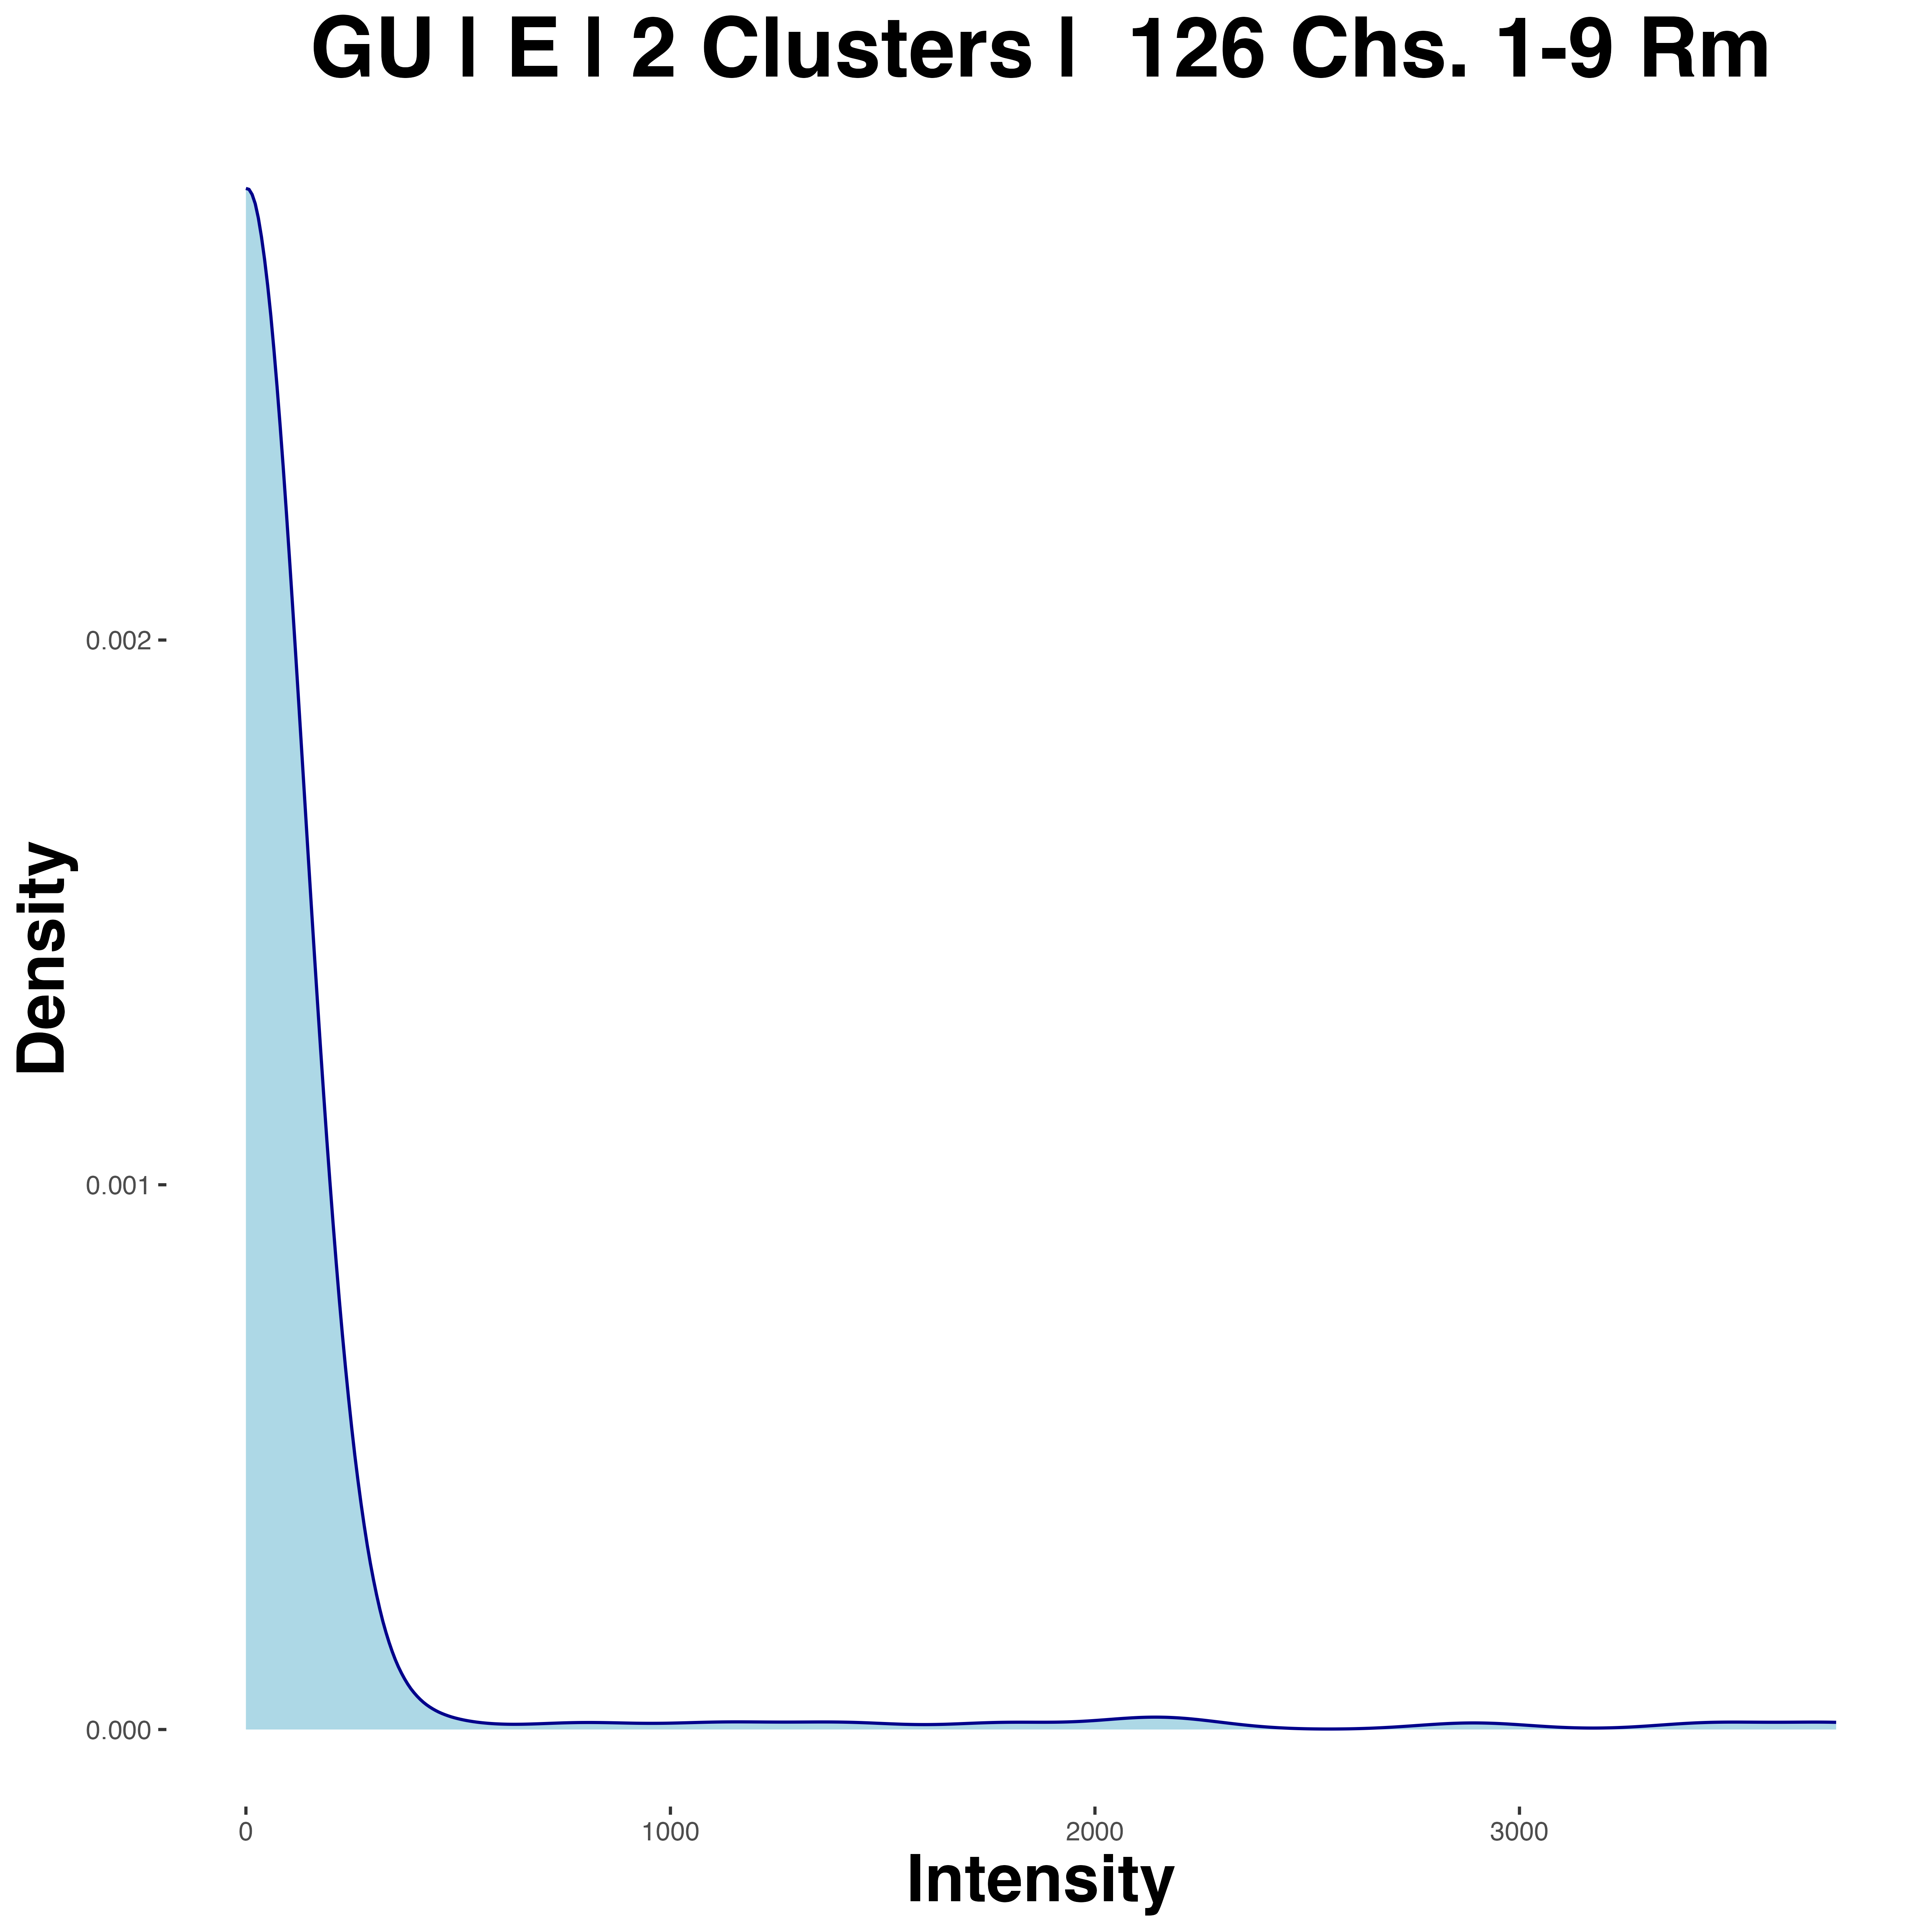 GU | E | 2 Clusters | 126 Chs. 1-9 Rm
Density
0.002
0.001
0.000
0 1000 2000 3000
Intensity